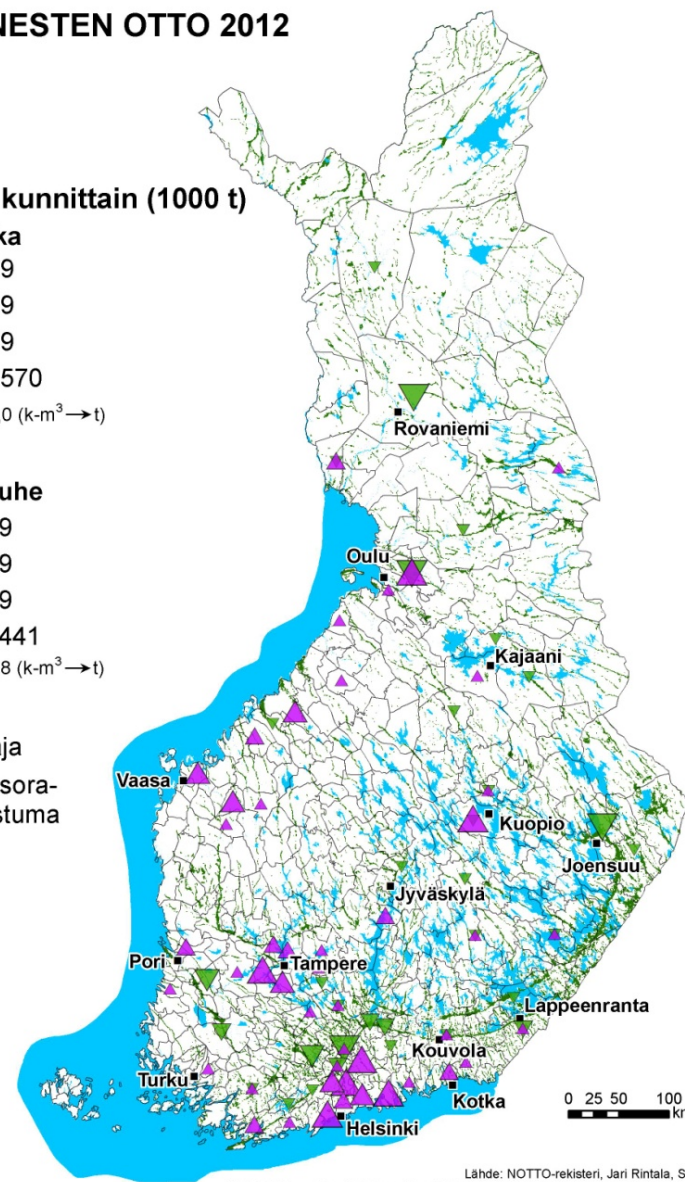 NESTEN OTTO 2012
kunnittain (1000 t)
ka
9
9
9
570
0 (k-m³→t)
uhe
9
9
9
441
8 (k-m³→t)
aja
sora-
stuma
Rovaniemi
Oulu
Kajaani
Vaasa
Kuopio
Joensuu
Jyväskylä
Pori
Tampere
Lappeenranta
Kouvola
Turku
Kotka
Helsinki
0 25 50 100
km
Lähde: NOTTO-rekisteri, Jari Rintala, S